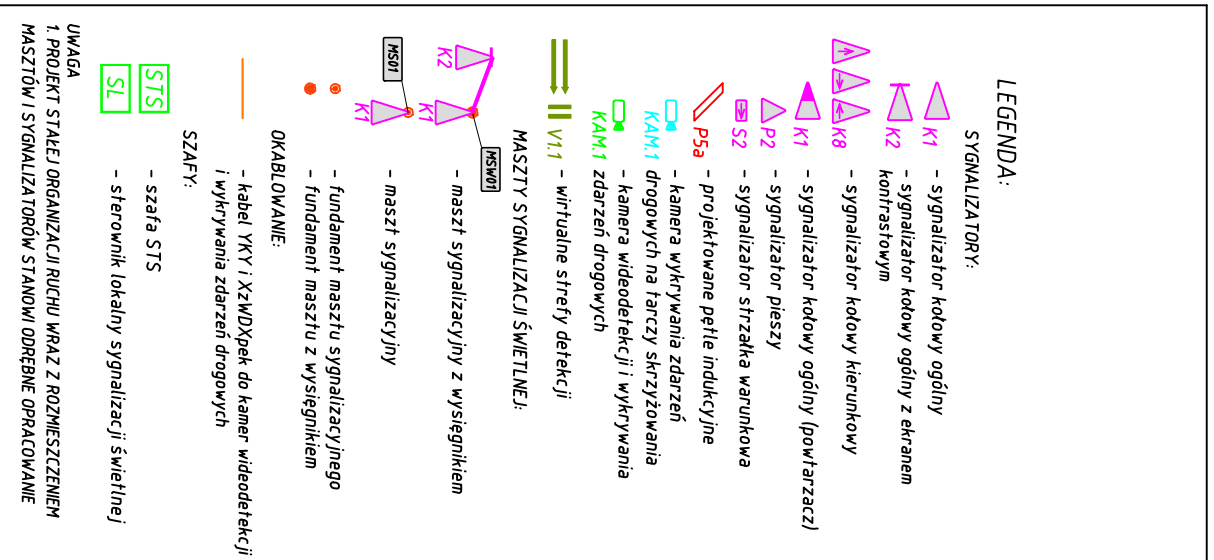 LEGENDA:
SYGNALIZATORY:
K1 - sygnalizator kołowy ogólny
K2 - sygnalizator kołowy ogólny z ekranem
kontrastowym
K8 - sygnalizator kołowy kierunkowy
K1 - sygnalizator kołowy ogólny (powtarzacz)
P2 - sygnalizator pieszy
S2 - sygnalizator strzałka warunkowa
P5a - projektowane pętle indukcyjne
- kamera wykrywania zdarzeń
KAM.1 drogowych na tarczy skrzyżowania
- kamera wideodetekcji i wykrywania
KAM.1 zdarzeń drogowych
V1.1 - wirtualne strefy detekcji
MASZTY SYGNALIZACJI ŚWIETLNEJ:
MSW01
K2 K1 - maszt sygnalizacyjny z wysięgnikiem
MS01
K1 - maszt sygnalizacyjny
- fundament masztu sygnalizacyjnego
- fundament masztu z wysięgnikiem
OKABLOWANIE:
- kabel YKY i XzWDXpek do kamer wideodetekcji
i wykrywania zdarzeń drogowych
SZAFY:
STS - szafa STS
SL - sterownik lokalny sygnalizacji świetlnej
UWAGA
1. PROJEKT STAŁEJ ORGANIZACJI RUCHU WRAZ Z ROZMIESZCZENIEM
MASZTÓW I SYGNALIZATORÓW STANOWI ODRĘBNE OPRACOWANIE